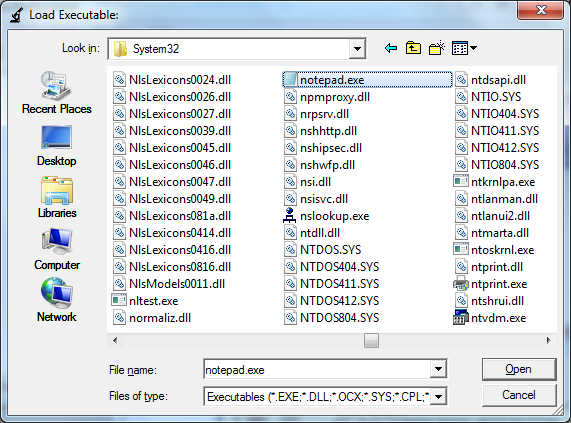 Load Executable:
Look in:
System32
Recent Places
Desktop
Libraries
Computer
Network
NlsLexicons0024.dll
NlsLexicons0026.dll
NlsLexicons0027.dll
NlsLexicons0039.dll
NlsLexicons0045.dll
NlsLexicons0046.dll
NlsLexicons0047.dll
NlsLexicons0049.dll
NlsLexicons081a.dll
NlsLexicons0414.dll
NlsLexicons0416.dll
NlsLexicons0816.dll
NlsModels0011.dll
nltest.exe
normaliz.dll
notepad.exe
npmproxy.dll
nrpsrv.dll
nshhttp.dll
nshipsec.dll
nshwfp.dll
nsi.dll
nsisvc.dll
nslookup.exe
ntdll.dll
NTDOS.SYS
NTDOS404.SYS
NTDOS411.SYS
NTDOS412.SYS
NTDOS804.SYS
ntdsapi.dll
NTIO.SYS
NTIO404.SYS
NTIO411.SYS
NTIO412.SYS
NTIO804.SYS
ntkrnlpa.exe
ntlanman.dll
ntlanui2.dll
ntmarta.dll
ntoskrnl.exe
ntprint.dll
ntprint.exe
ntshrui.dll
ntvdm.exe
File name:
notepad.exe
Open
Files of type:
Executables (*.EXE;*.DLL;*.OCX;*.SYS;*.CPL;*
Cancel